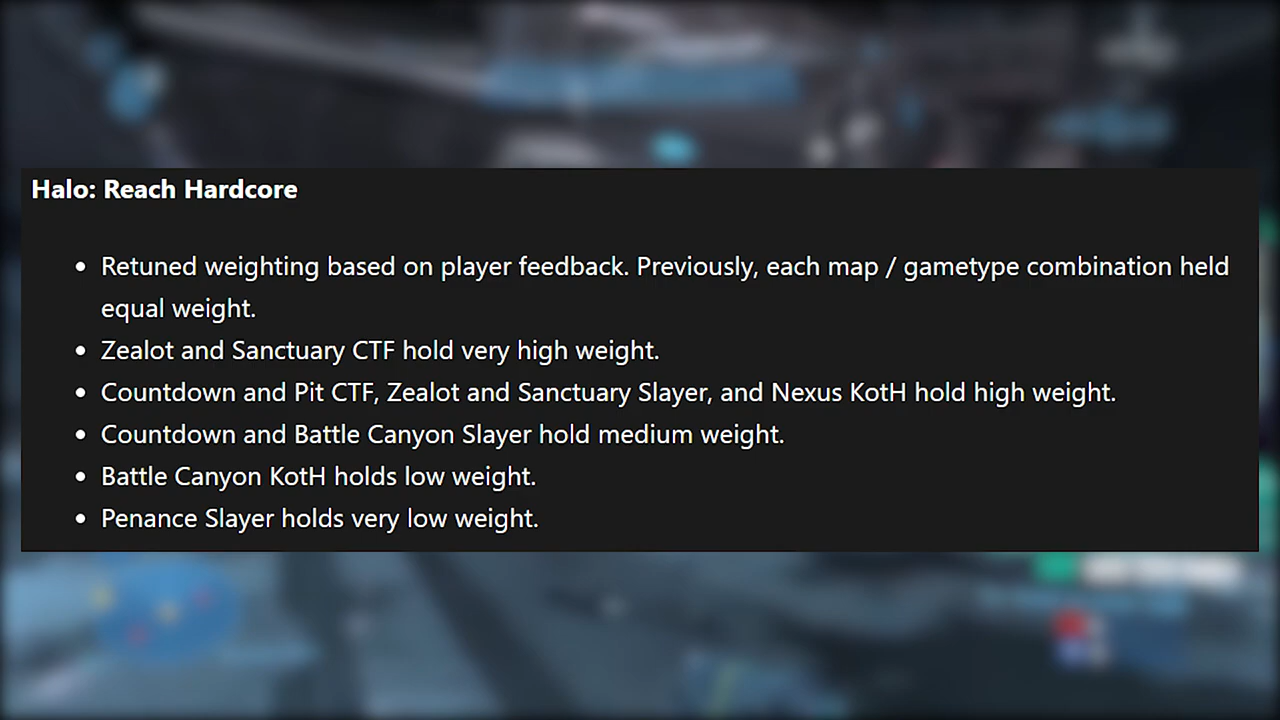 Halo: Reach Hardcore
• Retuned weighting based on player feedback. Previously, each map / gametype combination held
equal weight.
• Zealot and Sanctuary CTF hold very high weight.
• Countdown and Pit CTF, Zealot and Sanctuary Slayer, and Nexus KotH hold high weight.
• Countdown and Battle Canyon Slayer hold medium weight.
• Battle Canyon KotH holds low weight.
• Penance Slayer holds very low weight.